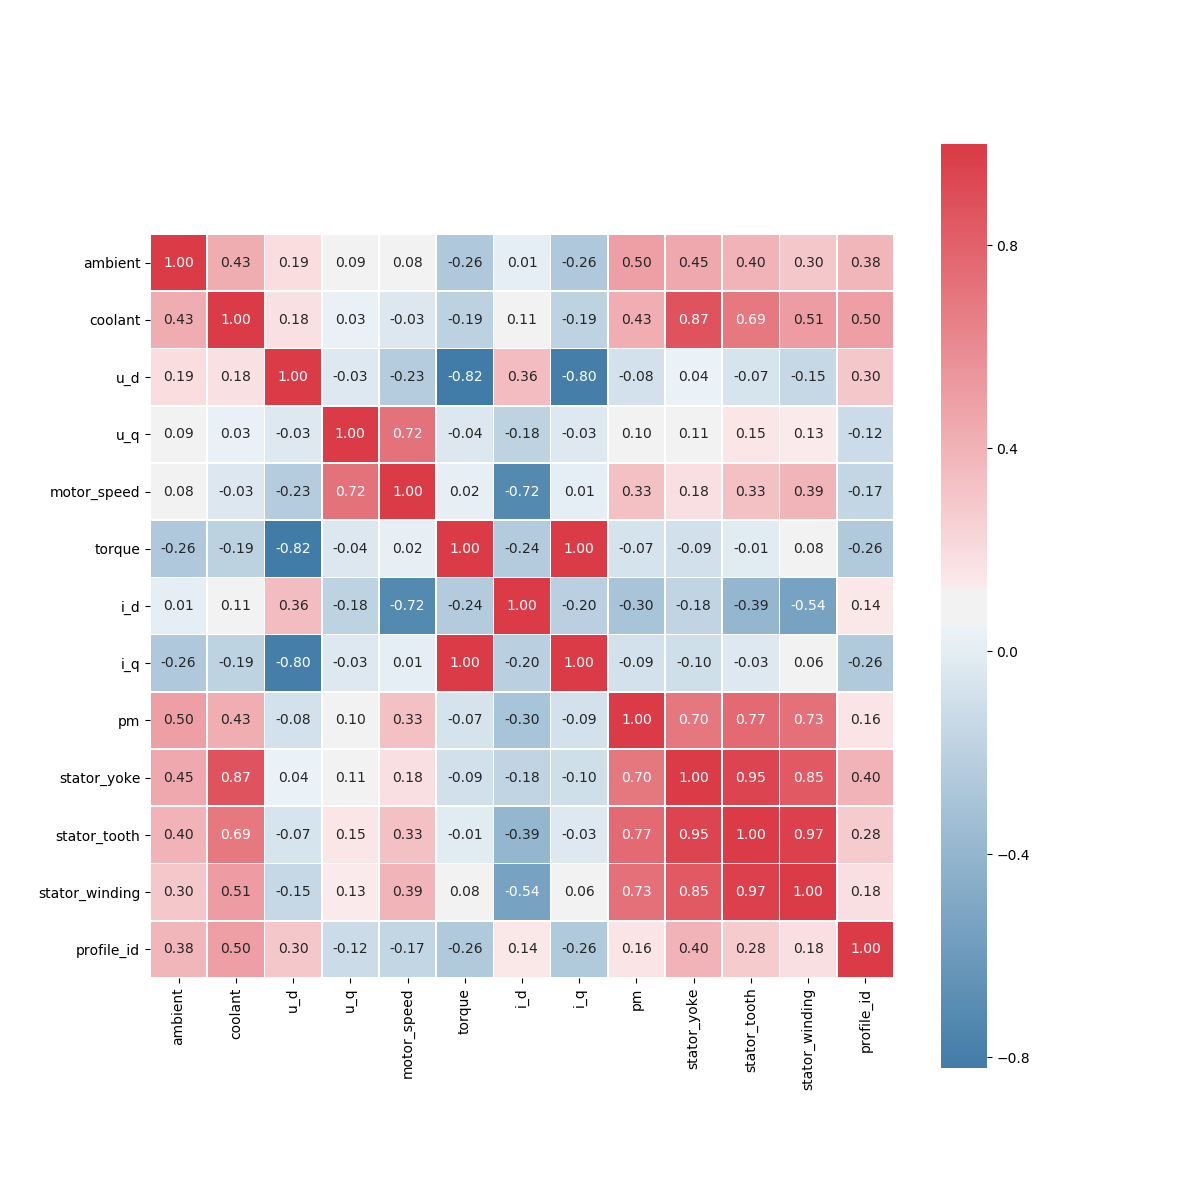 ambient 1.00 0.43 0.19 0.09 0.08 -0.26 0.01 -0.26 0.50 0.45 0.40 0.30 0.38
coolant 0.43 1.00 0.18 0.03 -0.03 -0.19 0.11 -0.19 0.43 0.87 0.69 0.51 0.50
u_d 0.19 0.18 1.00 -0.03 -0.23 -0.82 0.36 -0.80 -0.08 0.04 -0.07 -0.15 0.30
u_q 0.09 0.03 -0.03 1.00 0.72 -0.04 -0.18 -0.03 0.10 0.11 0.15 0.13 -0.12
motor_speed 0.08 -0.03 -0.23 0.72 1.00 0.02 -0.72 0.01 0.33 0.18 0.33 0.39 -0.17
torque -0.26 -0.19 -0.82 -0.04 0.02 1.00 -0.24 1.00 -0.07 -0.09 -0.01 0.08 -0.26
i_d 0.01 0.11 0.36 -0.18 -0.72 -0.24 1.00 -0.20 -0.30 -0.18 -0.39 -0.54 0.14
i_q -0.26 -0.19 -0.80 -0.03 0.01 1.00 -0.20 1.00 -0.09 -0.10 -0.03 0.06 -0.26
pm 0.50 0.43 -0.08 0.10 0.33 -0.07 -0.30 -0.09 1.00 0.70 0.77 0.73 0.16
stator_yoke 0.45 0.87 0.04 0.11 0.18 -0.09 -0.18 -0.10 0.70 1.00 0.95 0.85 0.40
stator_tooth 0.40 0.69 -0.07 0.15 0.33 -0.01 -0.39 -0.03 0.77 0.95 1.00 0.97 0.28
stator_winding 0.30 0.51 -0.15 0.13 0.39 0.08 -0.54 0.06 0.73 0.85 0.97 1.00 0.18
profile_id 0.38 0.50 0.30 -0.12 -0.17 -0.26 0.14 -0.26 0.16 0.40 0.28 0.18 1.00
ambient coolant u_d u_q motor_speed torque i_d i_q pm stator_yoke stator_tooth stator_winding profile_id
0.8
0.4
0.0
−0.4
−0.8